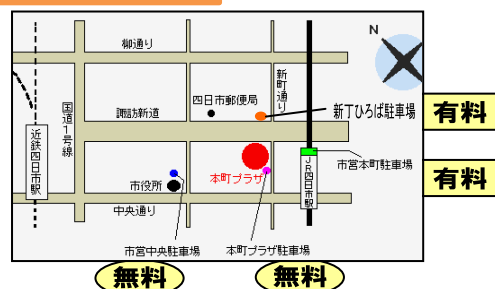 N
柳通り
新町通り
四日市郵便局
新丁ひろば駐車場
有料
国道1号線
諏訪新道
近鉄四日市駅
市営本町駐車場
有料
市役所
本町プラザ
JR四日市駅
中央通り
市営中央駐車場
本町プラザ駐車場
無料
無料